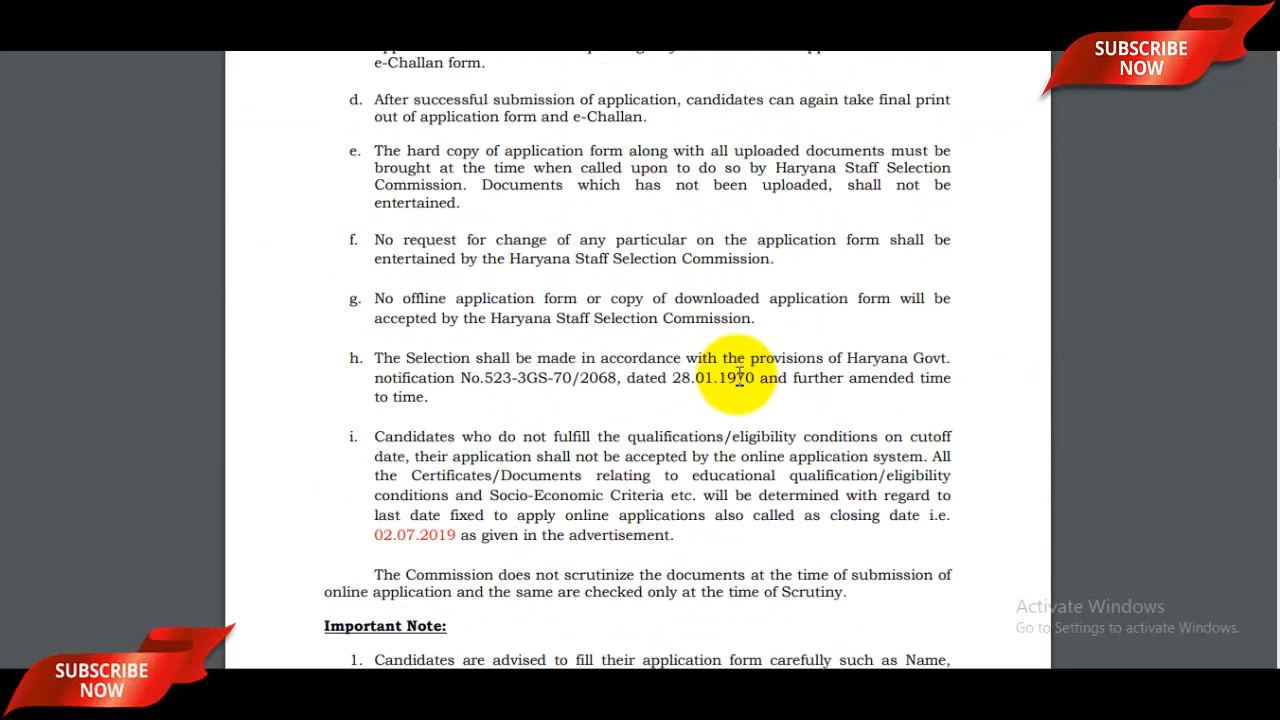 SUBSCRIBE
NOW
e-Challan form.
d. After successful submission of application, candidates can again take final print
out of application form and e-Challan.
e. The hard copy of application form along with all uploaded documents must be
brought at the time when called upon to do so by Haryana Staff Selection
Commission. Documents which has not been uploaded, shall not be
entertained.
f. No request for change of any particular on the application form shall be
entertained by the Haryana Staff Selection Commission.
g. No offline application form or copy of downloaded application form will be
accepted by the Haryana Staff Selection Commission.
h. The Selection shall be made in accordance with the provisions of Haryana Govt.
notification No.523-3GS-70/2068, dated 28.01.1970 and further amended time
to time.
i. Candidates who do not fulfill the qualifications/eligibility conditions on cutoff
date, their application shall not be accepted by the online application system. All
the Certificates/Documents relating to educational qualification/eligibility
conditions and Socio-Economic Criteria etc. will be determined with regard to
last date fixed to apply online applications also called as closing date i.e.
02.07.2019 as given in the advertisement.
The Commission does not scrutinize the documents at the time of submission of
online application and the same are checked only at the time of Scrutiny.
Important Note:
1. Candidates are advised to fill their application form carefully such as Name,
Activate Windows
Go to Settings to activate Windows.
SUBSCRIBE
NOW